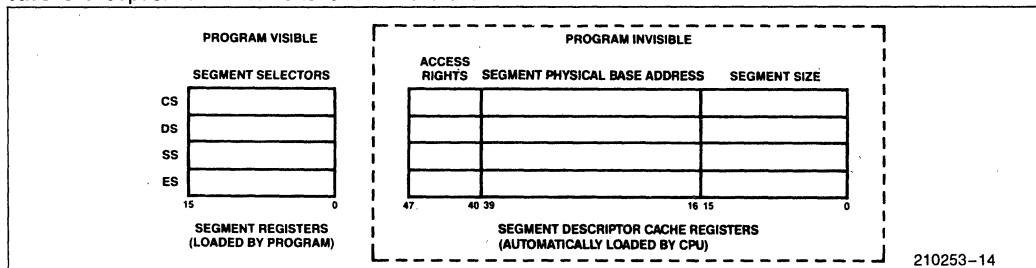 PROGRAM VISIBLE
PROGRAM INVISIBLE
SEGMENT SELECTORS
ACCESS
RIGHTS
SEGMENT PHYSICAL BASE ADDRESS
SEGMENT SIZE
CS
DS
SS
ES
15 0
47 40 39 16 15 0
SEGMENT REGISTERS
(LOADED BY PROGRAM)
SEGMENT DESCRIPTOR CACHE REGISTERS
(AUTOMATICALLY LOADED BY CPU)
210253–14